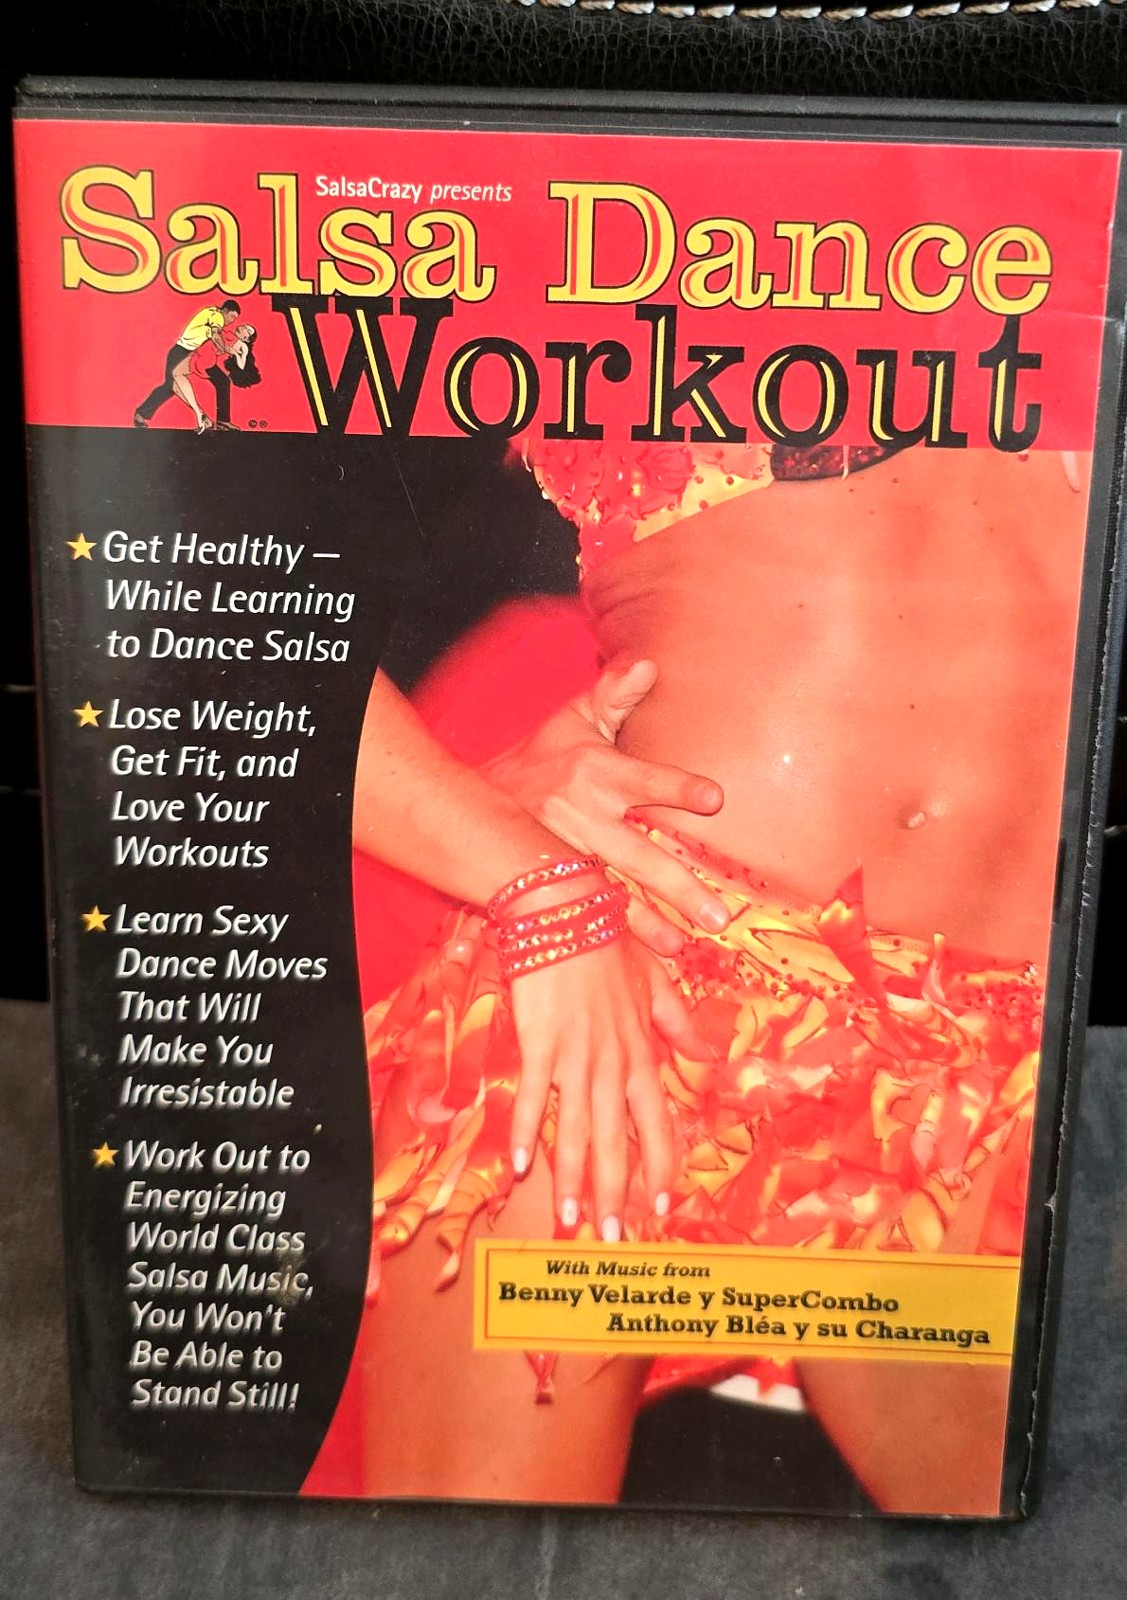 SalsaCrazy presents
Salsa Dance
Workout
Get Healthy —
While Learning
to Dance Salsa
Lose Weight,
Get Fit, and
Love Your
Workouts
Learn Sexy
Dance Moves
That Will
Make You
Irresistable
Work Out to
Energizing
World Class
Salsa Music,
You Won't
Be Able to
Stand Still!
With Music from
Benny Velarde y SuperCombo
Anthony Bléa y su Charanga